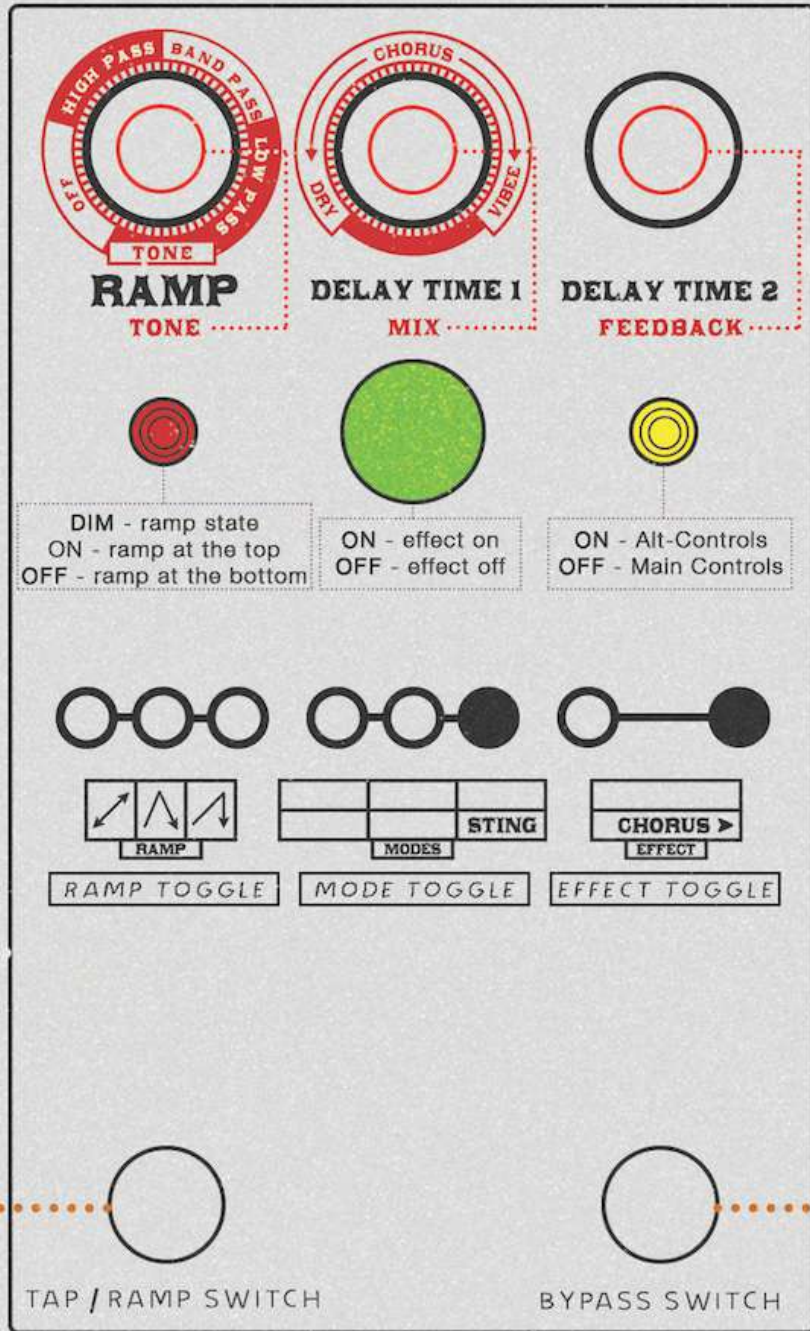 HIGH PASS
BAND PASS
LOW PASS
OFF
TONE
CHORUS
DRY
VIBEE
RAMP
TONE
DELAY TIME 1
MIX
DELAY TIME 2
FEEDBACK
DIM - ramp state
ON - ramp at the top
OFF - ramp at the bottom
ON - effect on
OFF - effect off
ON - Alt-Controls
OFF - Main Controls
STING
CHORUS ➤
RAMP
MODES
EFFECT
RAMP TOGGLE
MODE TOGGLE
EFFECT TOGGLE
TAP / RAMP SWITCH
BYPASS SWITCH